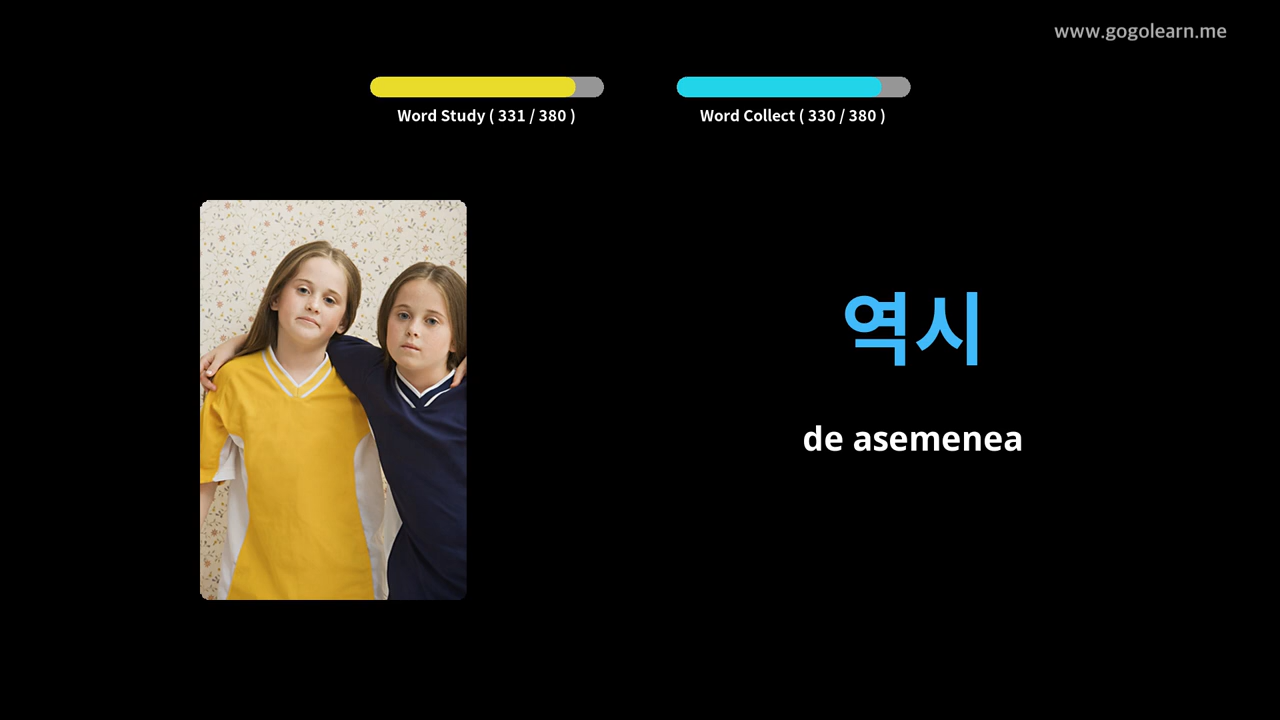 www.gogolearn.me
Word Study ( 331 / 380 )
Word Collect ( 330 / 380 )
역시
de asemenea